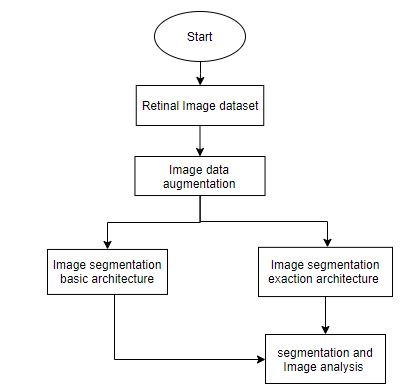 Start
Retinal Image dataset
Image data
augmentation
Image segmentation
basic architecture
Image segmentation
exaction architecture
segmentation and
Image analysis